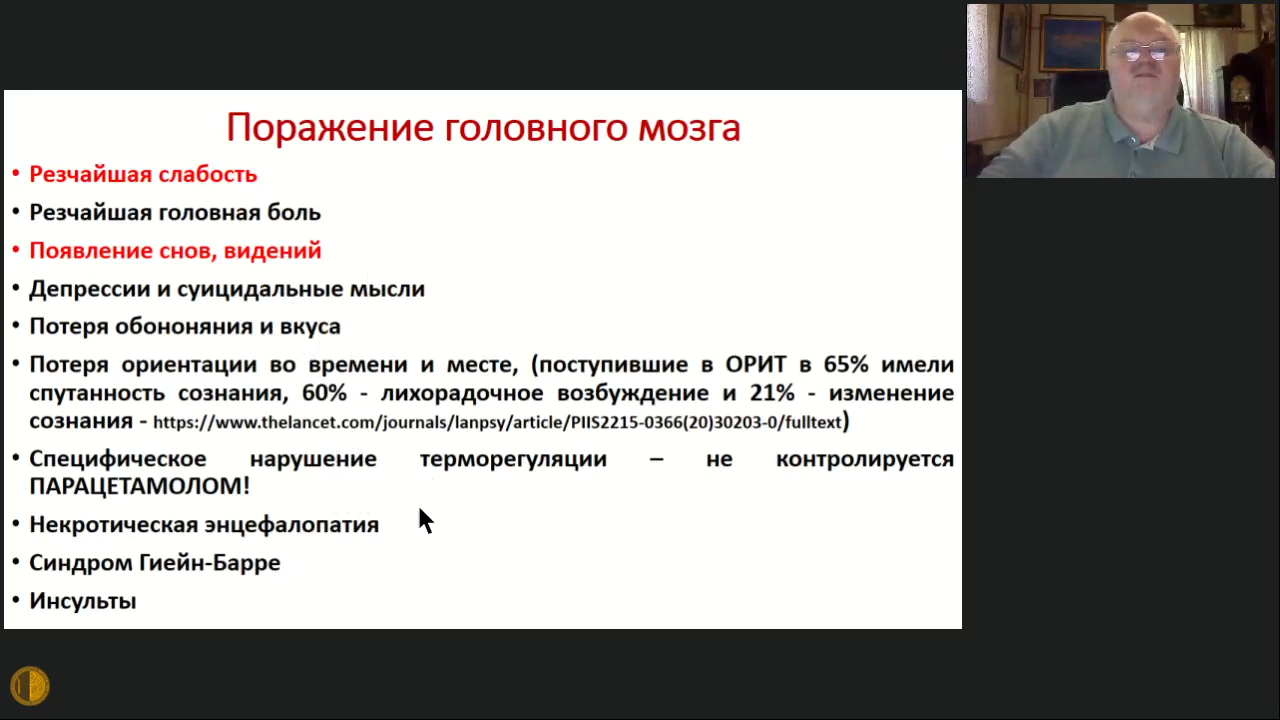 Поражение головного мозга
• Резчайшая слабость
• Резчайшая головная боль
• Появление снов, видений
• Депрессии и суицидальные мысли
• Потеря обононяния и вкуса
• Потеря ориентации во времени и месте, (поступившие в ОРИТ в 65% имели
спутанность сознания, 60% - лихорадочное возбуждение и 21% - изменение
сознания - https://www.thelancet.com/journals/lanpsy/article/PIIS2215-0366(20)30203-0/fulltext)
• Специфическое нарушение терморегуляции – не контролируется
ПАРАЦЕТАМОЛОМ!
• Некротическая энцефалопатия
• Синдром Гиейн-Барре
• Инсульты